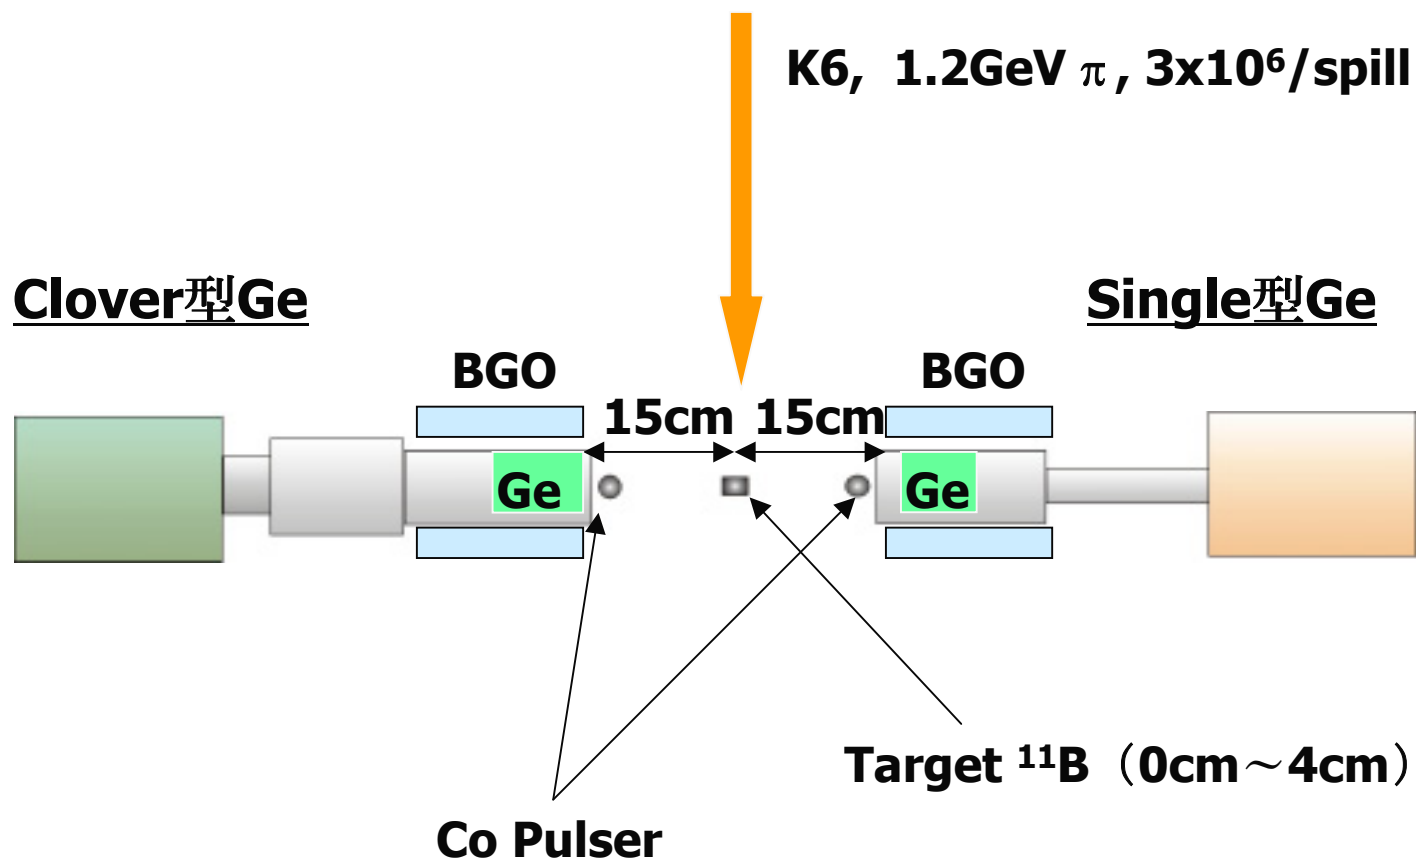 K6, 1.2GeV π, 3x10⁶/spill
Clover型Ge
Single型Ge
BGO
BGO
15cm
15cm
Ge
Ge
Target ¹¹B（0cm～4cm）
Co Pulser